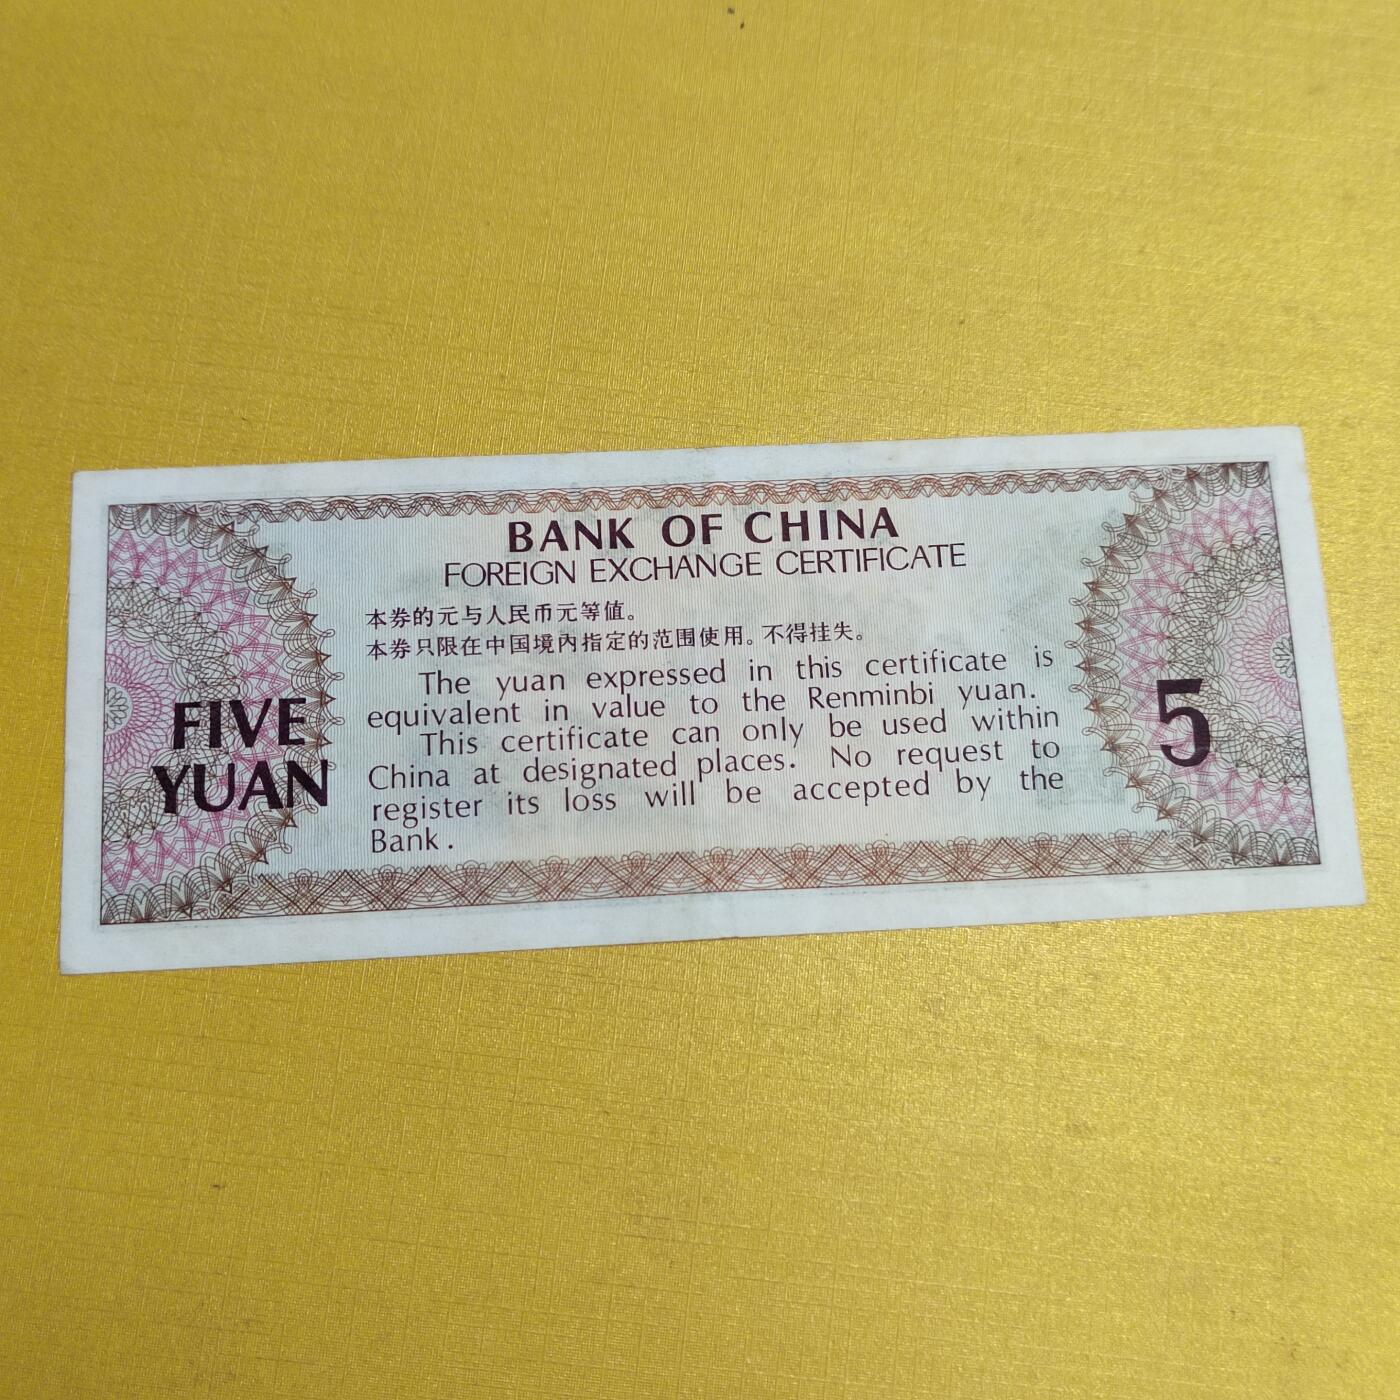 BANK OF CHINA
FOREIGN EXCHANGE CERTIFICATE
本券的元与人民币元等值。
本券只限在中国境内指定的范围使用。不得挂失。
The yuan expressed in this certificate is
equivalent in value to the Renminbi yuan.
This certificate can only be used within
China at designated places. No request to
register its loss will be accepted by the
Bank.
FIVE
YUAN
5